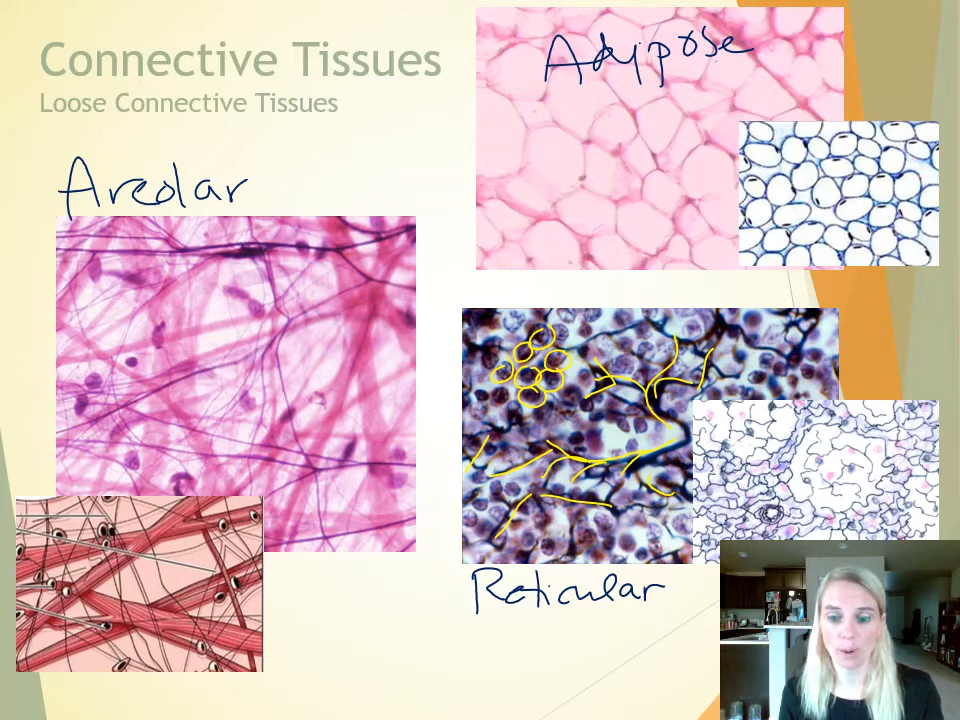 Connective Tissues
Loose Connective Tissues
Adipose
Areolar
Reticular